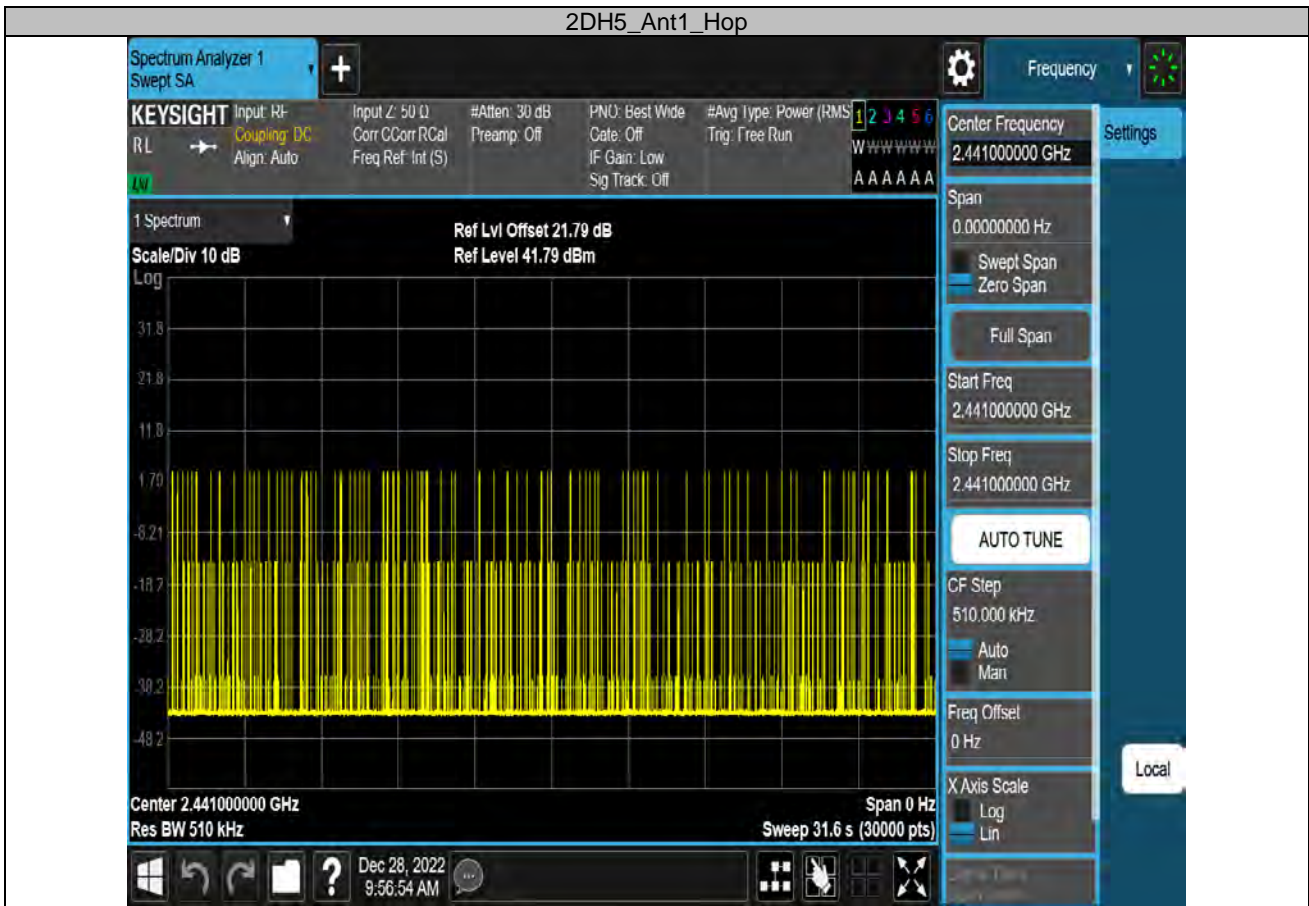 2DH5_Ant1_Hop
Spectrum Analyzer 1
Swept SA
Frequency
KEYSIGHT
RL
Input: RF
Coupling: DC
Align: Auto
Input Z: 50 Ω
Corr CCorr RCal
Freq Ref: Int (S)
#Atten: 30 dB
Preamp: Off
PNO: Best Wide
Gate: Off
IF Gain: Low
Sig Track: Off
#Avg Type: Power (RMS
Trig: Free Run
1 2 3 4 5 6
W W W W W W
A A A A A A
1 Spectrum
Scale/Div 10 dB
Log
Ref Lvl Offset 21.79 dB
Ref Level 41.79 dBm
31.8
21.8
11.8
1.79
-8.21
-18.2
-28.2
-38.2
-48.2
Center 2.441000000 GHz
Res BW 510 kHz
Span 0 Hz
Sweep 31.6 s (30000 pts)
Dec 28, 2022
9:56:54 AM
Center Frequency
2.441000000 GHz
Settings
Span
0.00000000 Hz
Swept Span
Zero Span
Full Span
Start Freq
2.441000000 GHz
Stop Freq
2.441000000 GHz
AUTO TUNE
CF Step
510.000 kHz
Auto
Man
Freq Offset
0 Hz
X Axis Scale
Log
Lin
Local